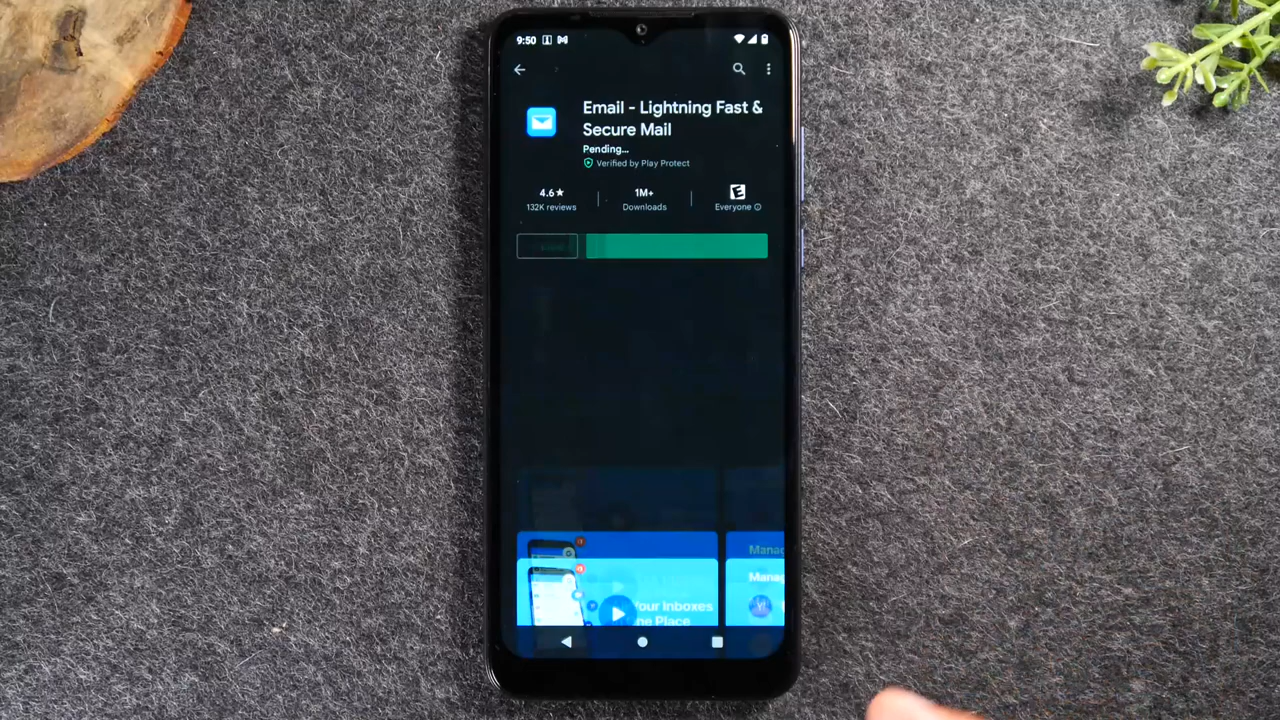 9:50
Email - Lightning Fast &
Secure Mail
Pending...
Verified by Play Protect
4.6★
1M+
E
132K reviews
Downloads
Everyone
Manag
Manag
our Inboxes
ne Place